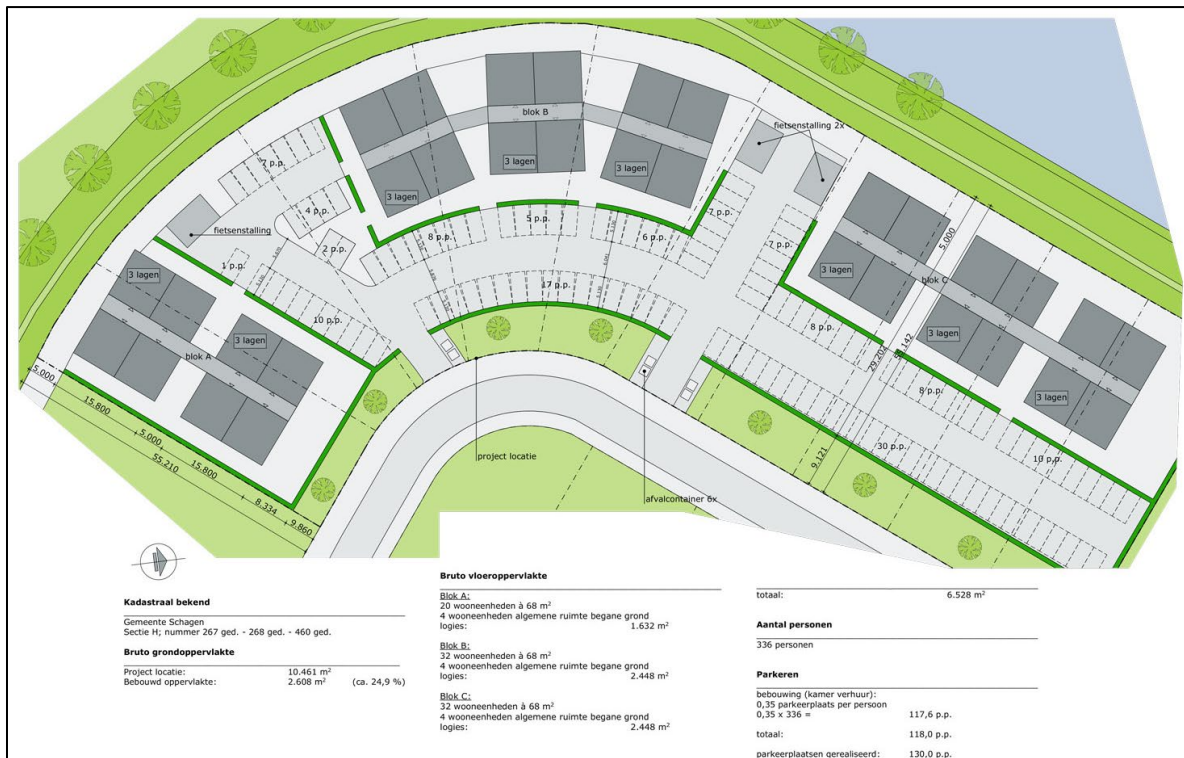 blok B
fietsenstalling 2x
7 p.p.
3 lagen
3 lagen
3 lagen
4 p.p.
5 p.p.
7 p.p.
fietsenstalling
2 p.p.
8 p.p.
6 p.p.
7 p.p.
5.000
1 p.p.
3 lagen
3 lagen
blok C
17 p.p.
10 p.p.
8 p.p.
3 lagen
3 lagen
blok A
29.202
8 p.p.
3 lagen
5.000
15.800
5.000
55.210
15.800
8.334
9.860
30 p.p.
9.121
10 p.p.
project locatie
afvalcontainer 6x
Kadastraal bekend
Gemeente Schagen
Sectie H; nummer 267 ged. - 268 ged. - 460 ged.
Bruto grondoppervlakte
Project locatie: 10.461 m²
Bebouwd oppervlakte: 2.608 m² (ca. 24,9 %)
Bruto vloeroppervlakte
Blok A:
20 wooneenheden à 68 m²
4 wooneenheden algemene ruimte begane grond
logies: 1.632 m²
Blok B:
32 wooneenheden à 68 m²
4 wooneenheden algemene ruimte begane grond
logies: 2.448 m²
Blok C:
32 wooneenheden à 68 m²
4 wooneenheden algemene ruimte begane grond
logies: 2.448 m²
totaal: 6.528 m²
Aantal personen
336 personen
Parkeren
bebouwing (kamer verhuur):
0,35 parkeerplaats per persoon
0,35 x 336 = 117,6 p.p.
totaal: 118,0 p.p.
parkeerplaatsen gerealiseerd: 130,0 p.p.